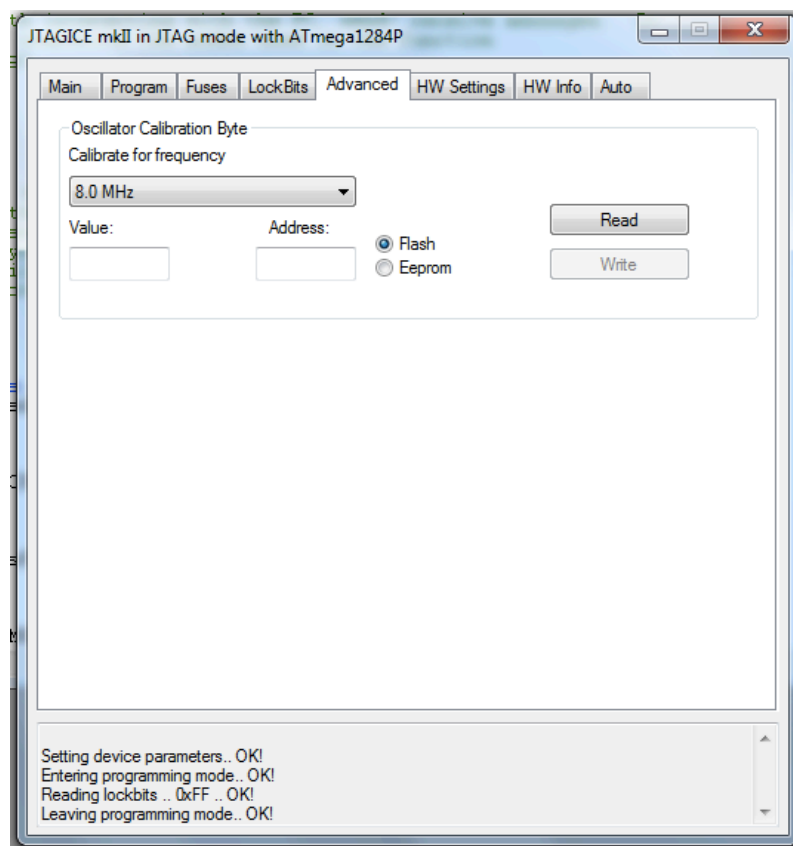 JTAGICE mkII in JTAG mode with ATmega1284P
Main Program Fuses LockBits Advanced HW Settings HW Info Auto
Oscillator Calibration Byte
Calibrate for frequency
8.0 MHz
Value: Address:
Flash
Eeprom
Read
Write
Setting device parameters.. OK!
Entering programming mode.. OK!
Reading lockbits .. 0xFF .. OK!
Leaving programming mode.. OK!